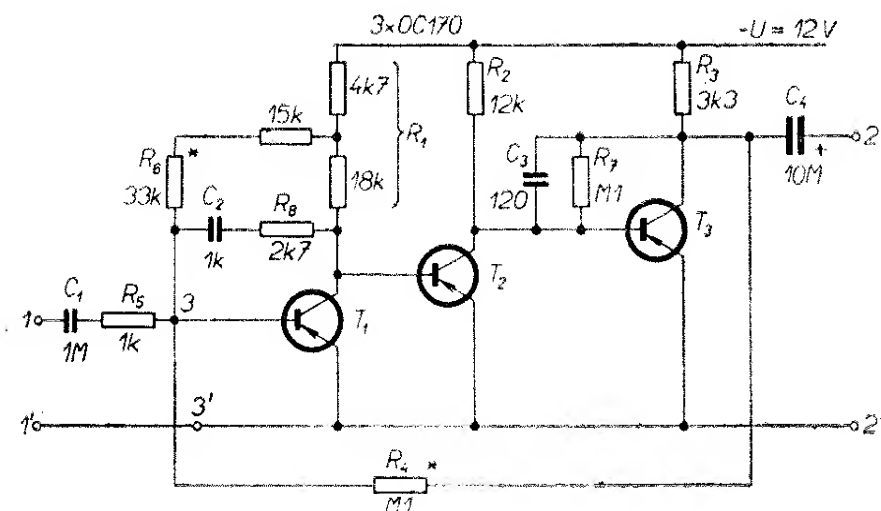 3×OC170
-U = 12V
4k7
R₂
12k
R₃
3k3
C₄
2
+
10M
15k
R₁
R₆ *
33k
18k
C₃
120
R₇
M1
C₂
1k
R₈
2k7
T₃
T₂
1
C₁
1M
R₅
1k
3
T₁
1'
3'
2
R₄ *
M1